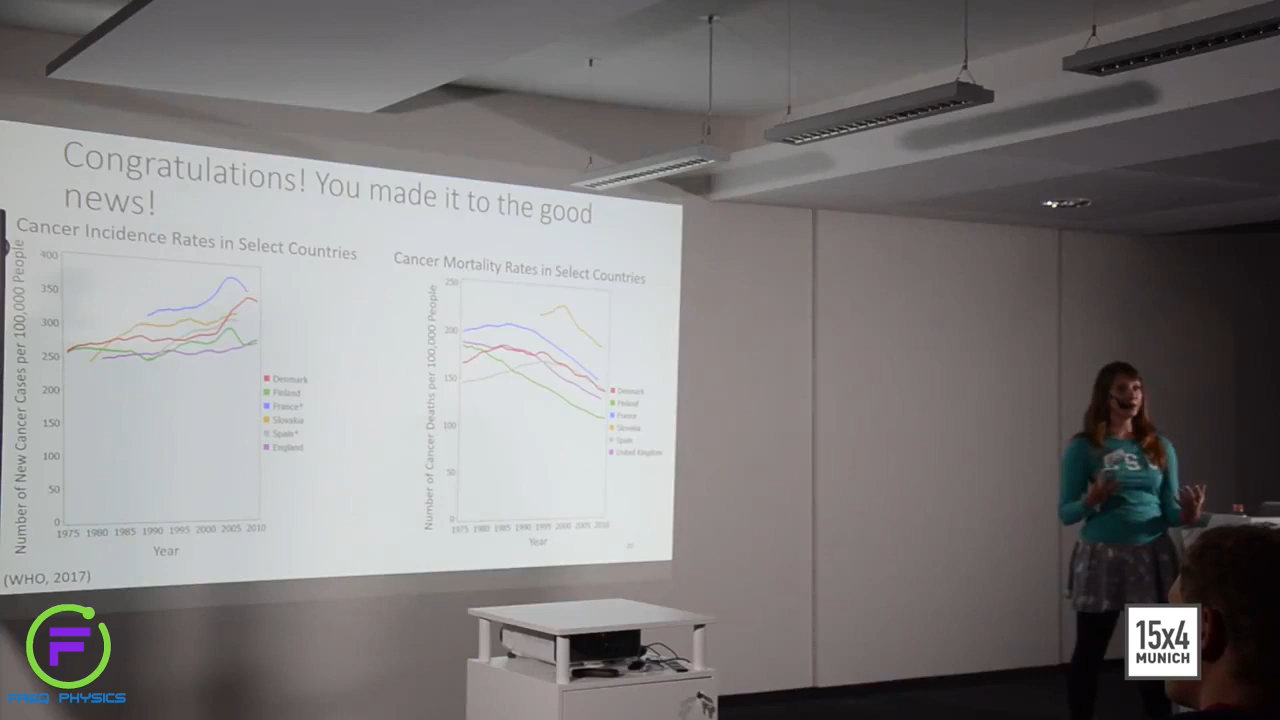 Congratulations! You made it to the good
news!
Cancer Incidence Rates in Select Countries
Number of New Cancer Cases per 100,000 People
400
350
300
250
200
150
100
50
0
1975 1980 1985 1990 1995 2000 2005 2010
Year
Denmark
Finland
France*
Slovakia
Spain*
England
Cancer Mortality Rates in Select Countries
Number of Cancer Deaths per 100,000 People
250
200
150
100
50
0
1975 1980 1985 1990 1995 2000 2005 2010
Year
Denmark
Finland
France
Slovakia
Spain
United Kingdom
(WHO, 2017)
F
FREQ PHYSICS
15x4
MUNICH